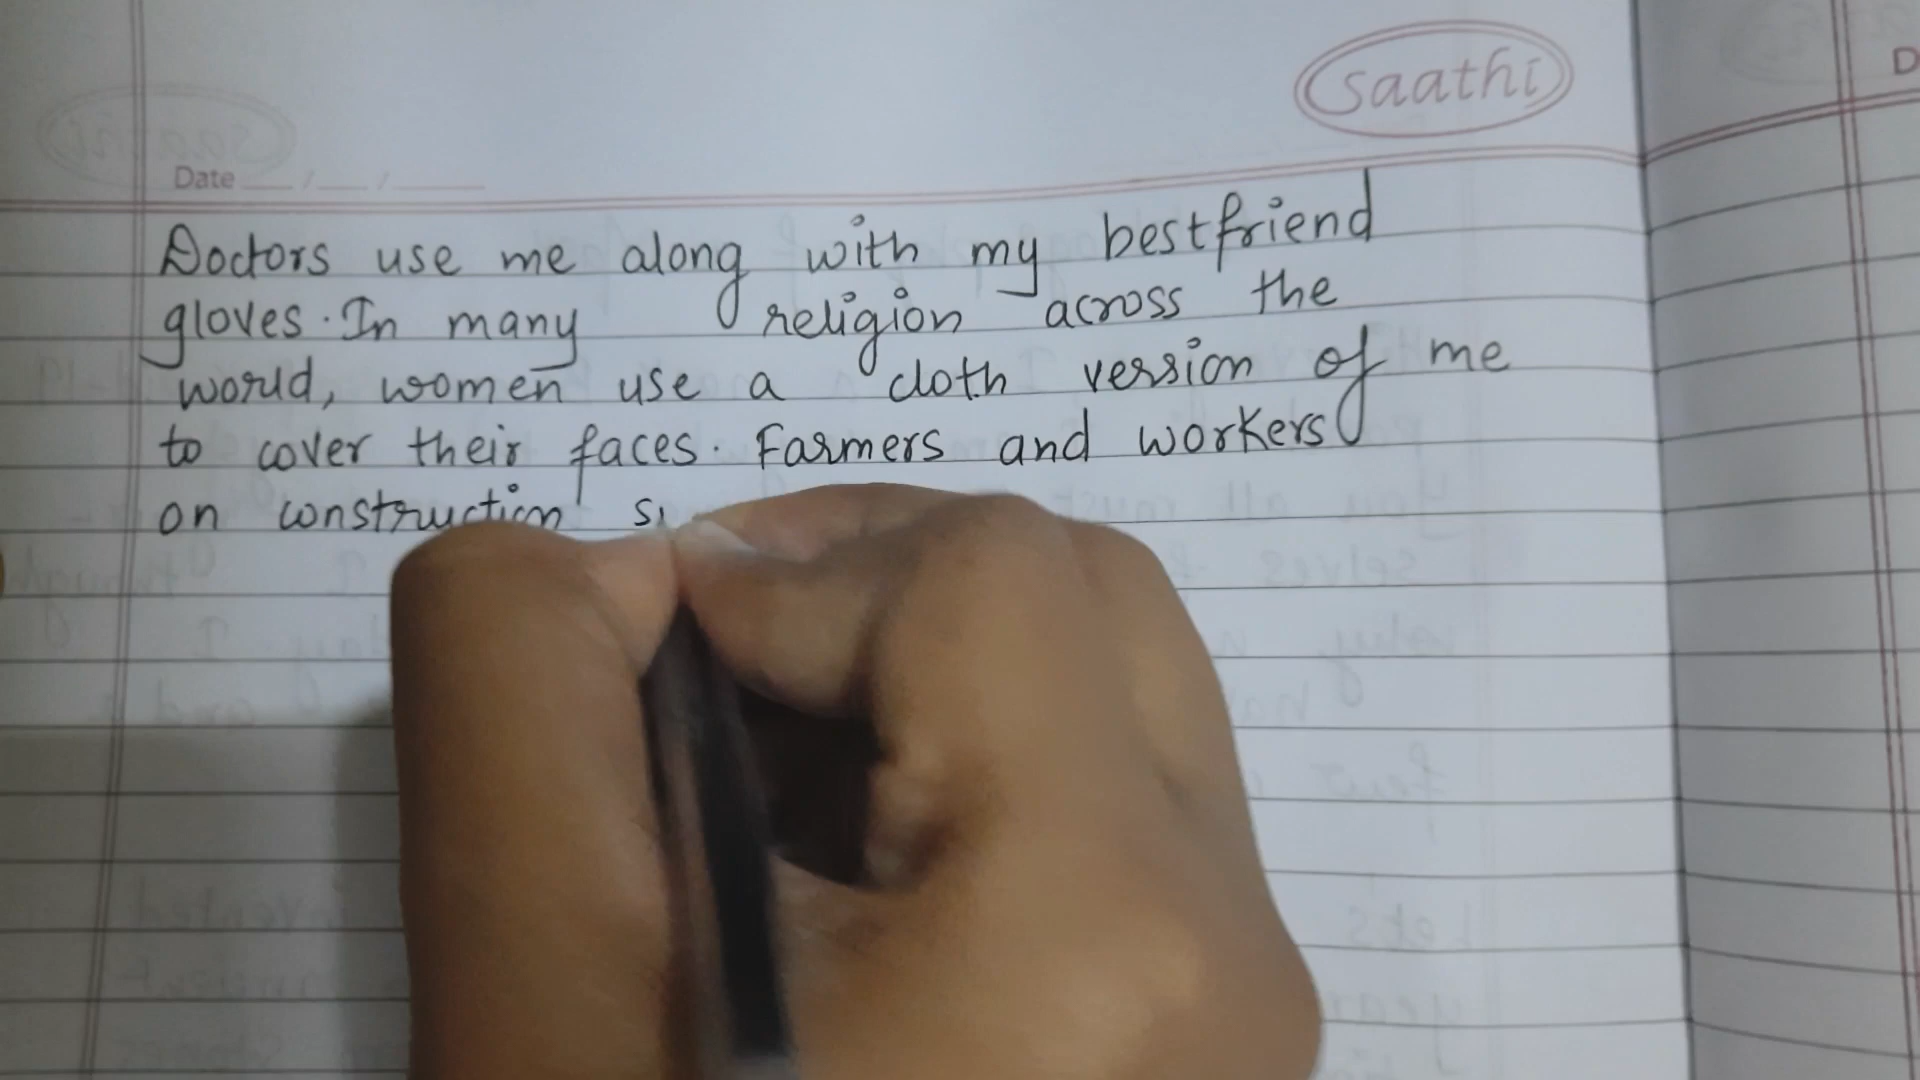 saathi
Date
Doctors use me along with my bestfriend
gloves. In many religion across the
world, women use a cloth version of me
to cover their faces. Farmers and workers
on construction